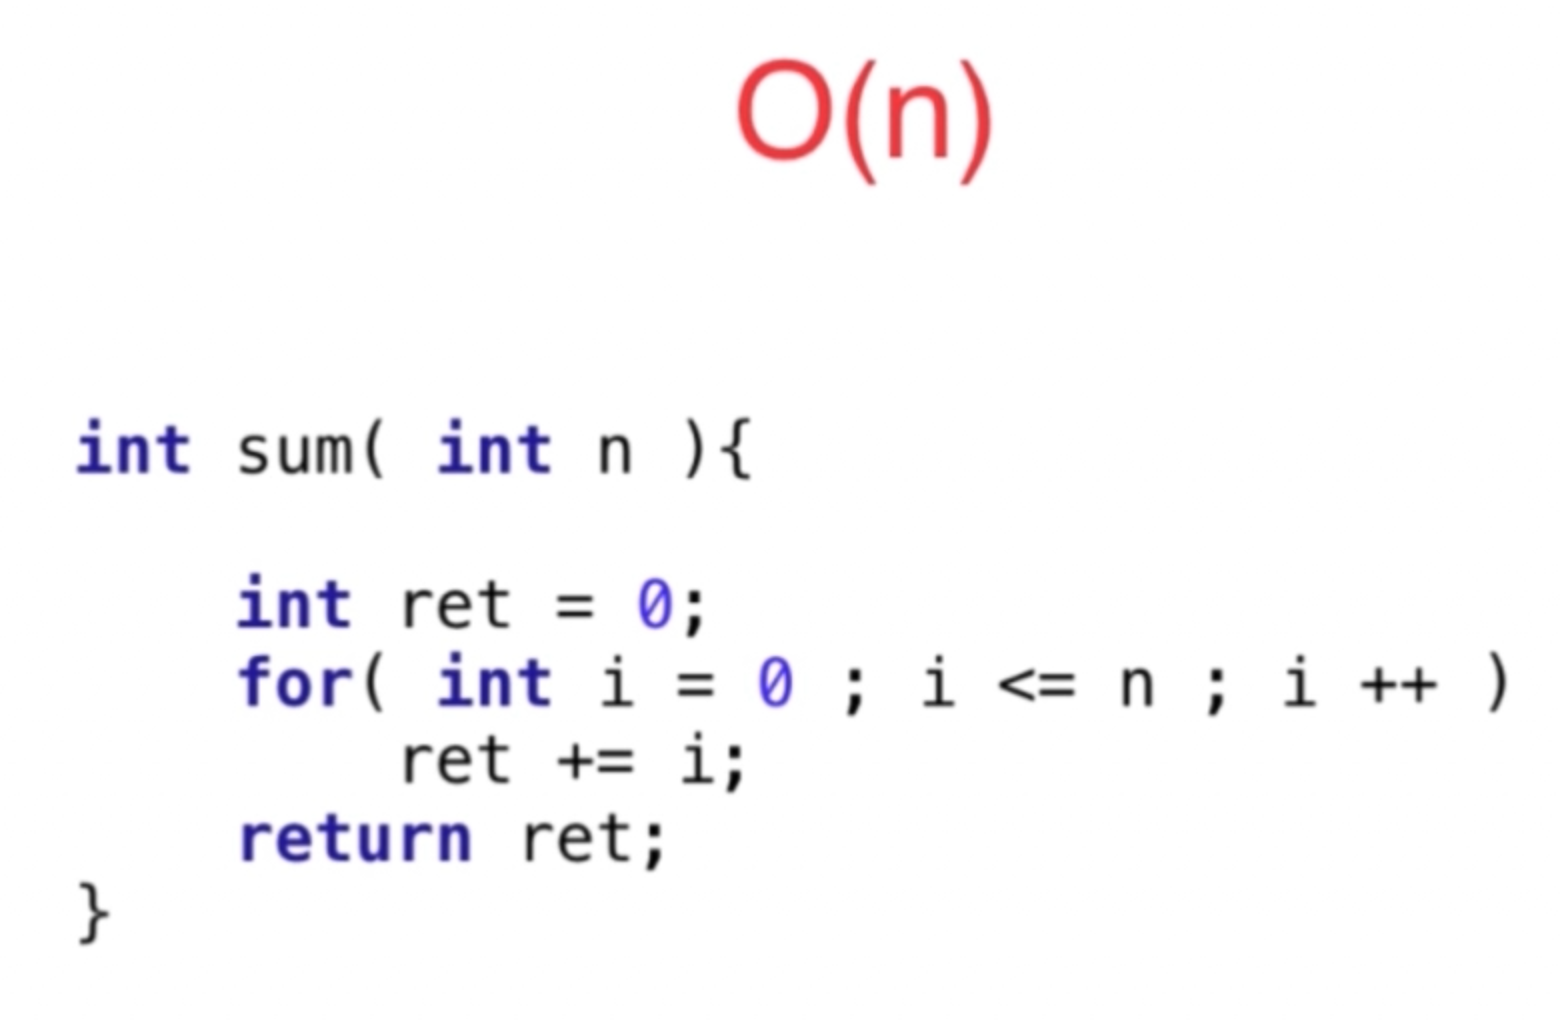 O(n)
int sum( int n ){
int ret = 0;
for( int i = 0 ; i <= n ; i ++ )
ret += i;
return ret;
}